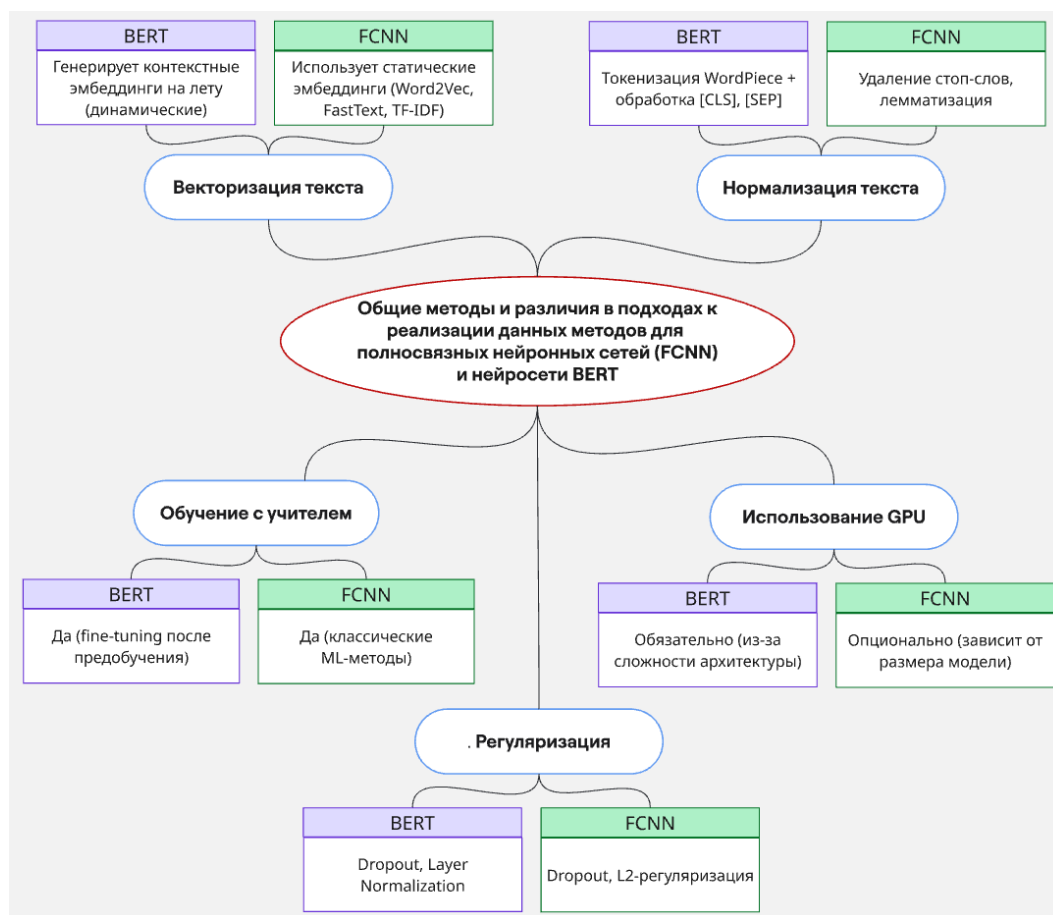 BERT
Генерирует контекстные
эмбеддинги на лету
(динамические)
FCNN
Использует статические
эмбеддинги (Word2Vec,
FastText, TF-IDF)
Векторизация текста
BERT
Токенизация WordPiece +
обработка [CLS], [SEP]
FCNN
Удаление стоп-слов,
лемматизация
Нормализация текста
Общие методы и различия в подходах к
реализации данных методов для
полносвязных нейронных сетей (FCNN)
и нейросети BERT
Обучение с учителем
BERT
Да (fine-tuning после
предобучения)
FCNN
Да (классические
ML-методы)
Использование GPU
BERT
Обязательно (из-за
сложности архитектуры)
FCNN
Опционально (зависит от
размера модели)
. Регуляризация
BERT
Dropout, Layer
Normalization
FCNN
Dropout, L2-регуляризация